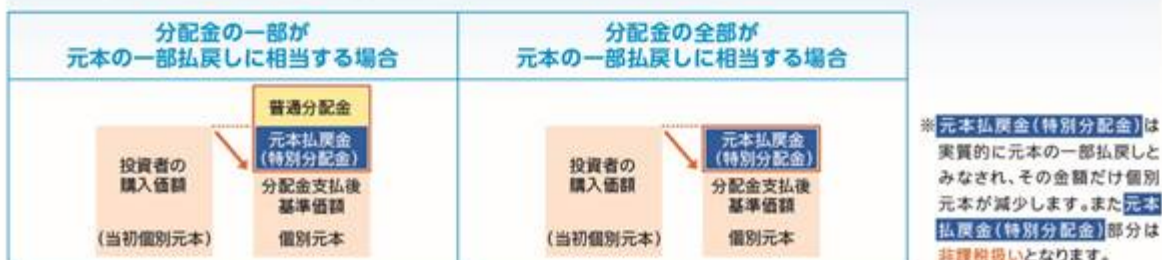 分配金の一部が
元本の一部払戻しに相当する場合
普通分配金
元本払戻金
(特別分配金)
投資者の
購入価額
分配金支払後
基準価額
(当初個別元本)
個別元本
分配金の全部が
元本の一部払戻しに相当する場合
元本払戻金
(特別分配金)
投資者の
購入価額
分配金支払後
基準価額
(当初個別元本)
個別元本
※元本払戻金(特別分配金)は
実質的に元本の一部払戻しと
みなされ、その金額だけ個別
元本が減少します。また元本
払戻金(特別分配金)部分は
非課税扱いとなります。